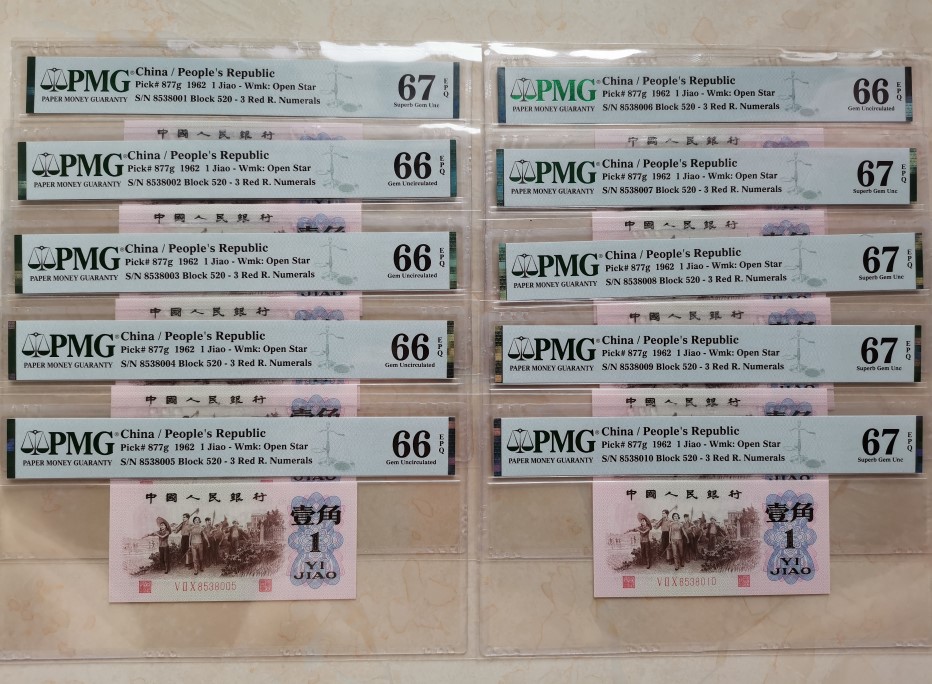 PMG China / People's Republic
Pick# 877g 1962 1 Jiao - Wmk: Open Star
PAPER MONEY GUARANTY S/N 8538001 Block 520 - 3 Red R. Numerals
67 EPQ
Superb Gem Unc
中國人民銀行
PMG China / People's Republic
Pick# 877g 1962 1 Jiao - Wmk: Open Star
PAPER MONEY GUARANTY S/N 8538002 Block 520 - 3 Red R. Numerals
66 EPQ
Gem Uncirculated
中國人民銀行
壹角
PMG China / People's Republic
Pick# 877g 1962 1 Jiao - Wmk: Open Star
PAPER MONEY GUARANTY S/N 8538003 Block 520 - 3 Red R. Numerals
66 EPQ
Gem Uncirculated
中國人民銀行
PMG China / People's Republic
Pick# 877g 1962 1 Jiao - Wmk: Open Star
PAPER MONEY GUARANTY S/N 8538004 Block 520 - 3 Red R. Numerals
66 EPQ
Gem Uncirculated
中國人民銀行
壹角
PMG China / People's Republic
Pick# 877g 1962 1 Jiao - Wmk: Open Star
PAPER MONEY GUARANTY S/N 8538005 Block 520 - 3 Red R. Numerals
66 EPQ
Gem Uncirculated
中國人民銀行
壹角
1
YI
JIAO
VⅡX8538005
PMG China / People's Republic
Pick# 877g 1962 1 Jiao - Wmk: Open Star
PAPER MONEY GUARANTY S/N 8538006 Block 520 - 3 Red R. Numerals
66 EPQ
Gem Uncirculated
中國人民銀行
PMG China / People's Republic
Pick# 877g 1962 1 Jiao - Wmk: Open Star
PAPER MONEY GUARANTY S/N 8538007 Block 520 - 3 Red R. Numerals
67 EPQ
Superb Gem Unc
中國人民銀行
PMG China / People's Republic
Pick# 877g 1962 1 Jiao - Wmk: Open Star
PAPER MONEY GUARANTY S/N 8538008 Block 520 - 3 Red R. Numerals
67 EPQ
Superb Gem Unc
中國人民銀行
PMG China / People's Republic
Pick# 877g 1962 1 Jiao - Wmk: Open Star
PAPER MONEY GUARANTY S/N 8538009 Block 520 - 3 Red R. Numerals
67 EPQ
Superb Gem Unc
中國人民銀行
PMG China / People's Republic
Pick# 877g 1962 1 Jiao - Wmk: Open Star
PAPER MONEY GUARANTY S/N 8538010 Block 520 - 3 Red R. Numerals
67 EPQ
Superb Gem Unc
中國人民銀行
壹角
1
YI
JIAO
VⅡX8538010